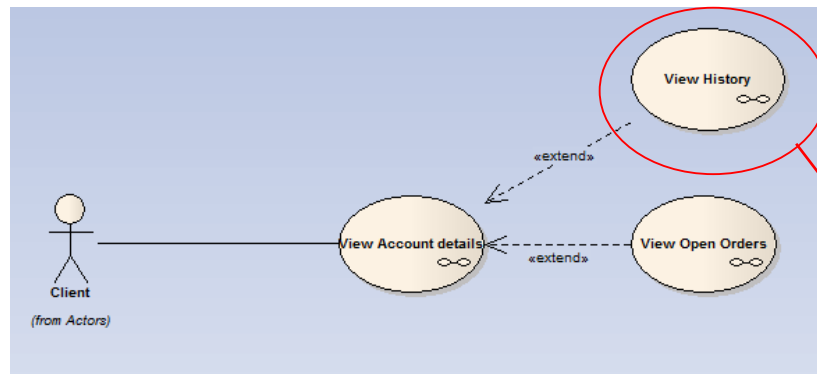 View History
«extend»
View Account details
View Open Orders
«extend»
Client
(from Actors)